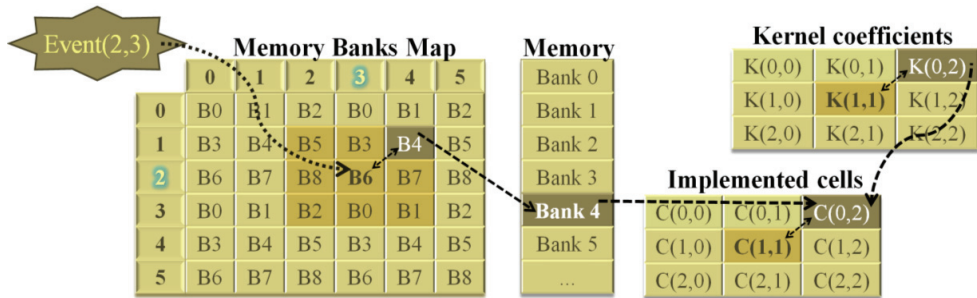 Event(2,3)
Memory Banks Map
0 1 2 3 4 5
0 B0 B1 B2 B0 B1 B2
1 B3 B4 B5 B3 B4 B5
2 B6 B7 B8 B6 B7 B8
3 B0 B1 B2 B0 B1 B2
4 B3 B4 B5 B3 B4 B5
5 B6 B7 B8 B6 B7 B8
Memory
Bank 0
Bank 1
Bank 2
Bank 3
Bank 4
Bank 5
...
Kernel coefficients
K(0,0) K(0,1) K(0,2)
K(1,0) K(1,1) K(1,2)
K(2,0) K(2,1) K(2,2)
Implemented cells
C(0,0) C(0,1) C(0,2)
C(1,0) C(1,1) C(1,2)
C(2,0) C(2,1) C(2,2)